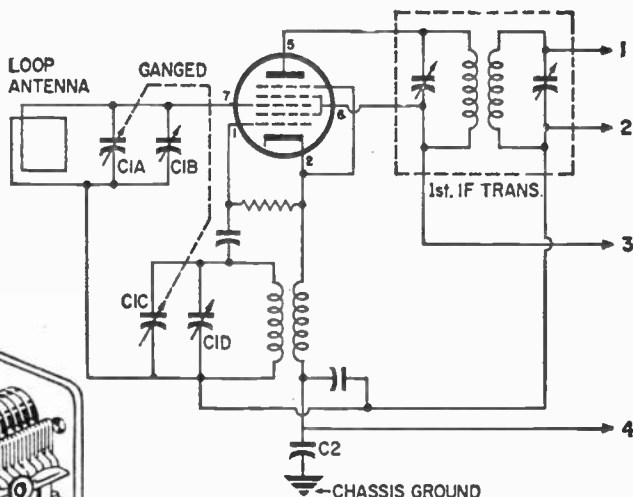 5
1
LOOP
ANTENNA
GANGED
7
6
C1A
C1B
1
2
2
1st. IF TRANS.
3
C1C
C1D
4
C2
CHASSIS GROUND